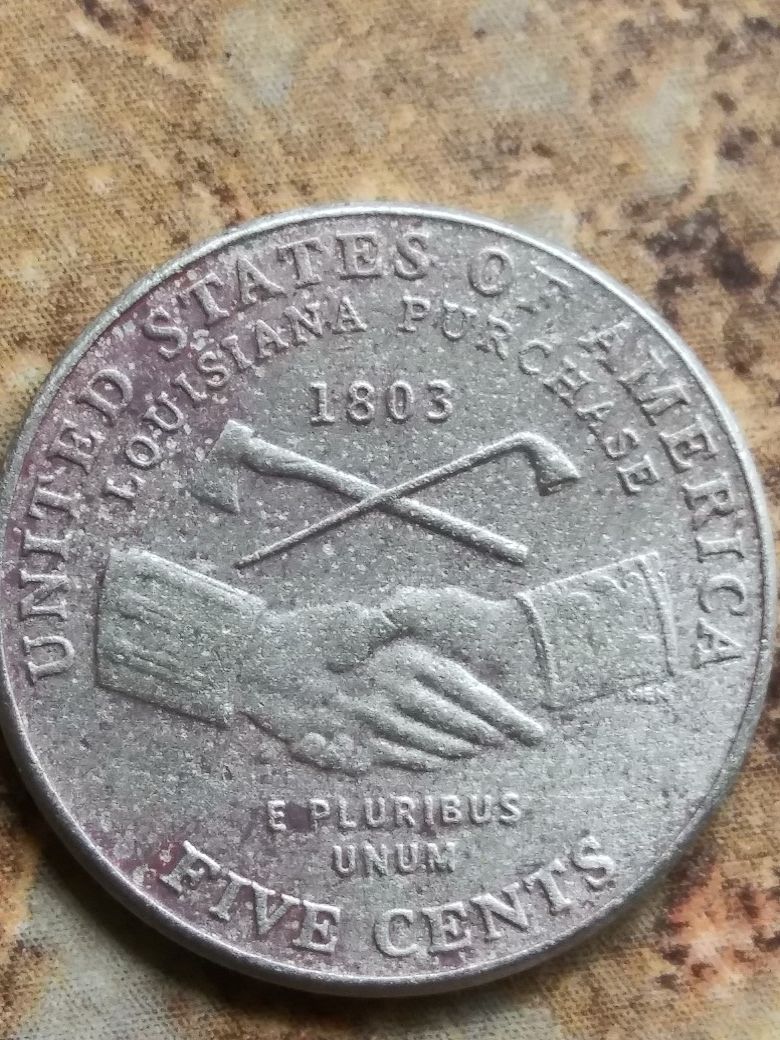 UNITED STATES OF AMERICA
LOUISIANA PURCHASE
1803
E PLURIBUS
UNUM
FIVE CENTS